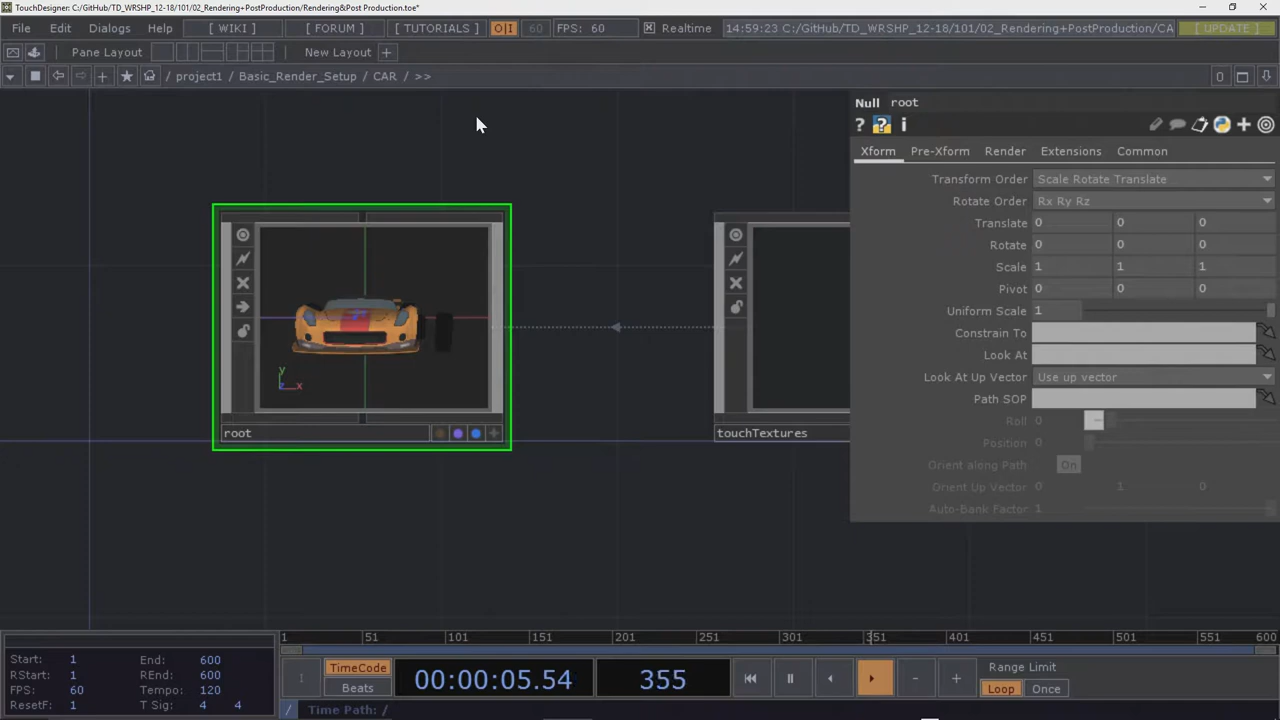 TouchDesigner: C:/GitHub/TD_WRSHP_12-18/101/02_Rendering+PostProduction/Rendering&Post Production.toe*
File Edit Dialogs Help [ WIKI ] [ FORUM ] [ TUTORIALS ] O|I 60 FPS: 60 Realtime 14:59:23 C:/GitHub/TD_WRSHP_12-18/101/02_Rendering+PostProduction/CA [ UPDATE ]
Pane Layout New Layout +
/ project1 / Basic_Render_Setup / CAR / >> 0
Null root
? ? i
Xform Pre-Xform Render Extensions Common
Transform Order Scale Rotate Translate
Rotate Order Rx Ry Rz
Translate 0 0 0
Rotate 0 0 0
Scale 1 1 1
Pivot 0 0 0
Uniform Scale 1
Constrain To
Look At
Look At Up Vector Use up vector
Path SOP
Roll 0
Position 0
Orient along Path On
Orient Up Vector 0 1 0
Auto-Bank Factor 1
y
z x
root
touchTextures
1 51 101 151 201 251 301 351 401 451 501 551 600
Start: 1 End: 600
RStart: 1 REnd: 600
FPS: 60 Tempo: 120
ResetF: 1 T Sig: 4 4
1 TimeCode
Beats
00:00:05.54 355
- +
Range Limit
Loop Once
/ Time Path: /